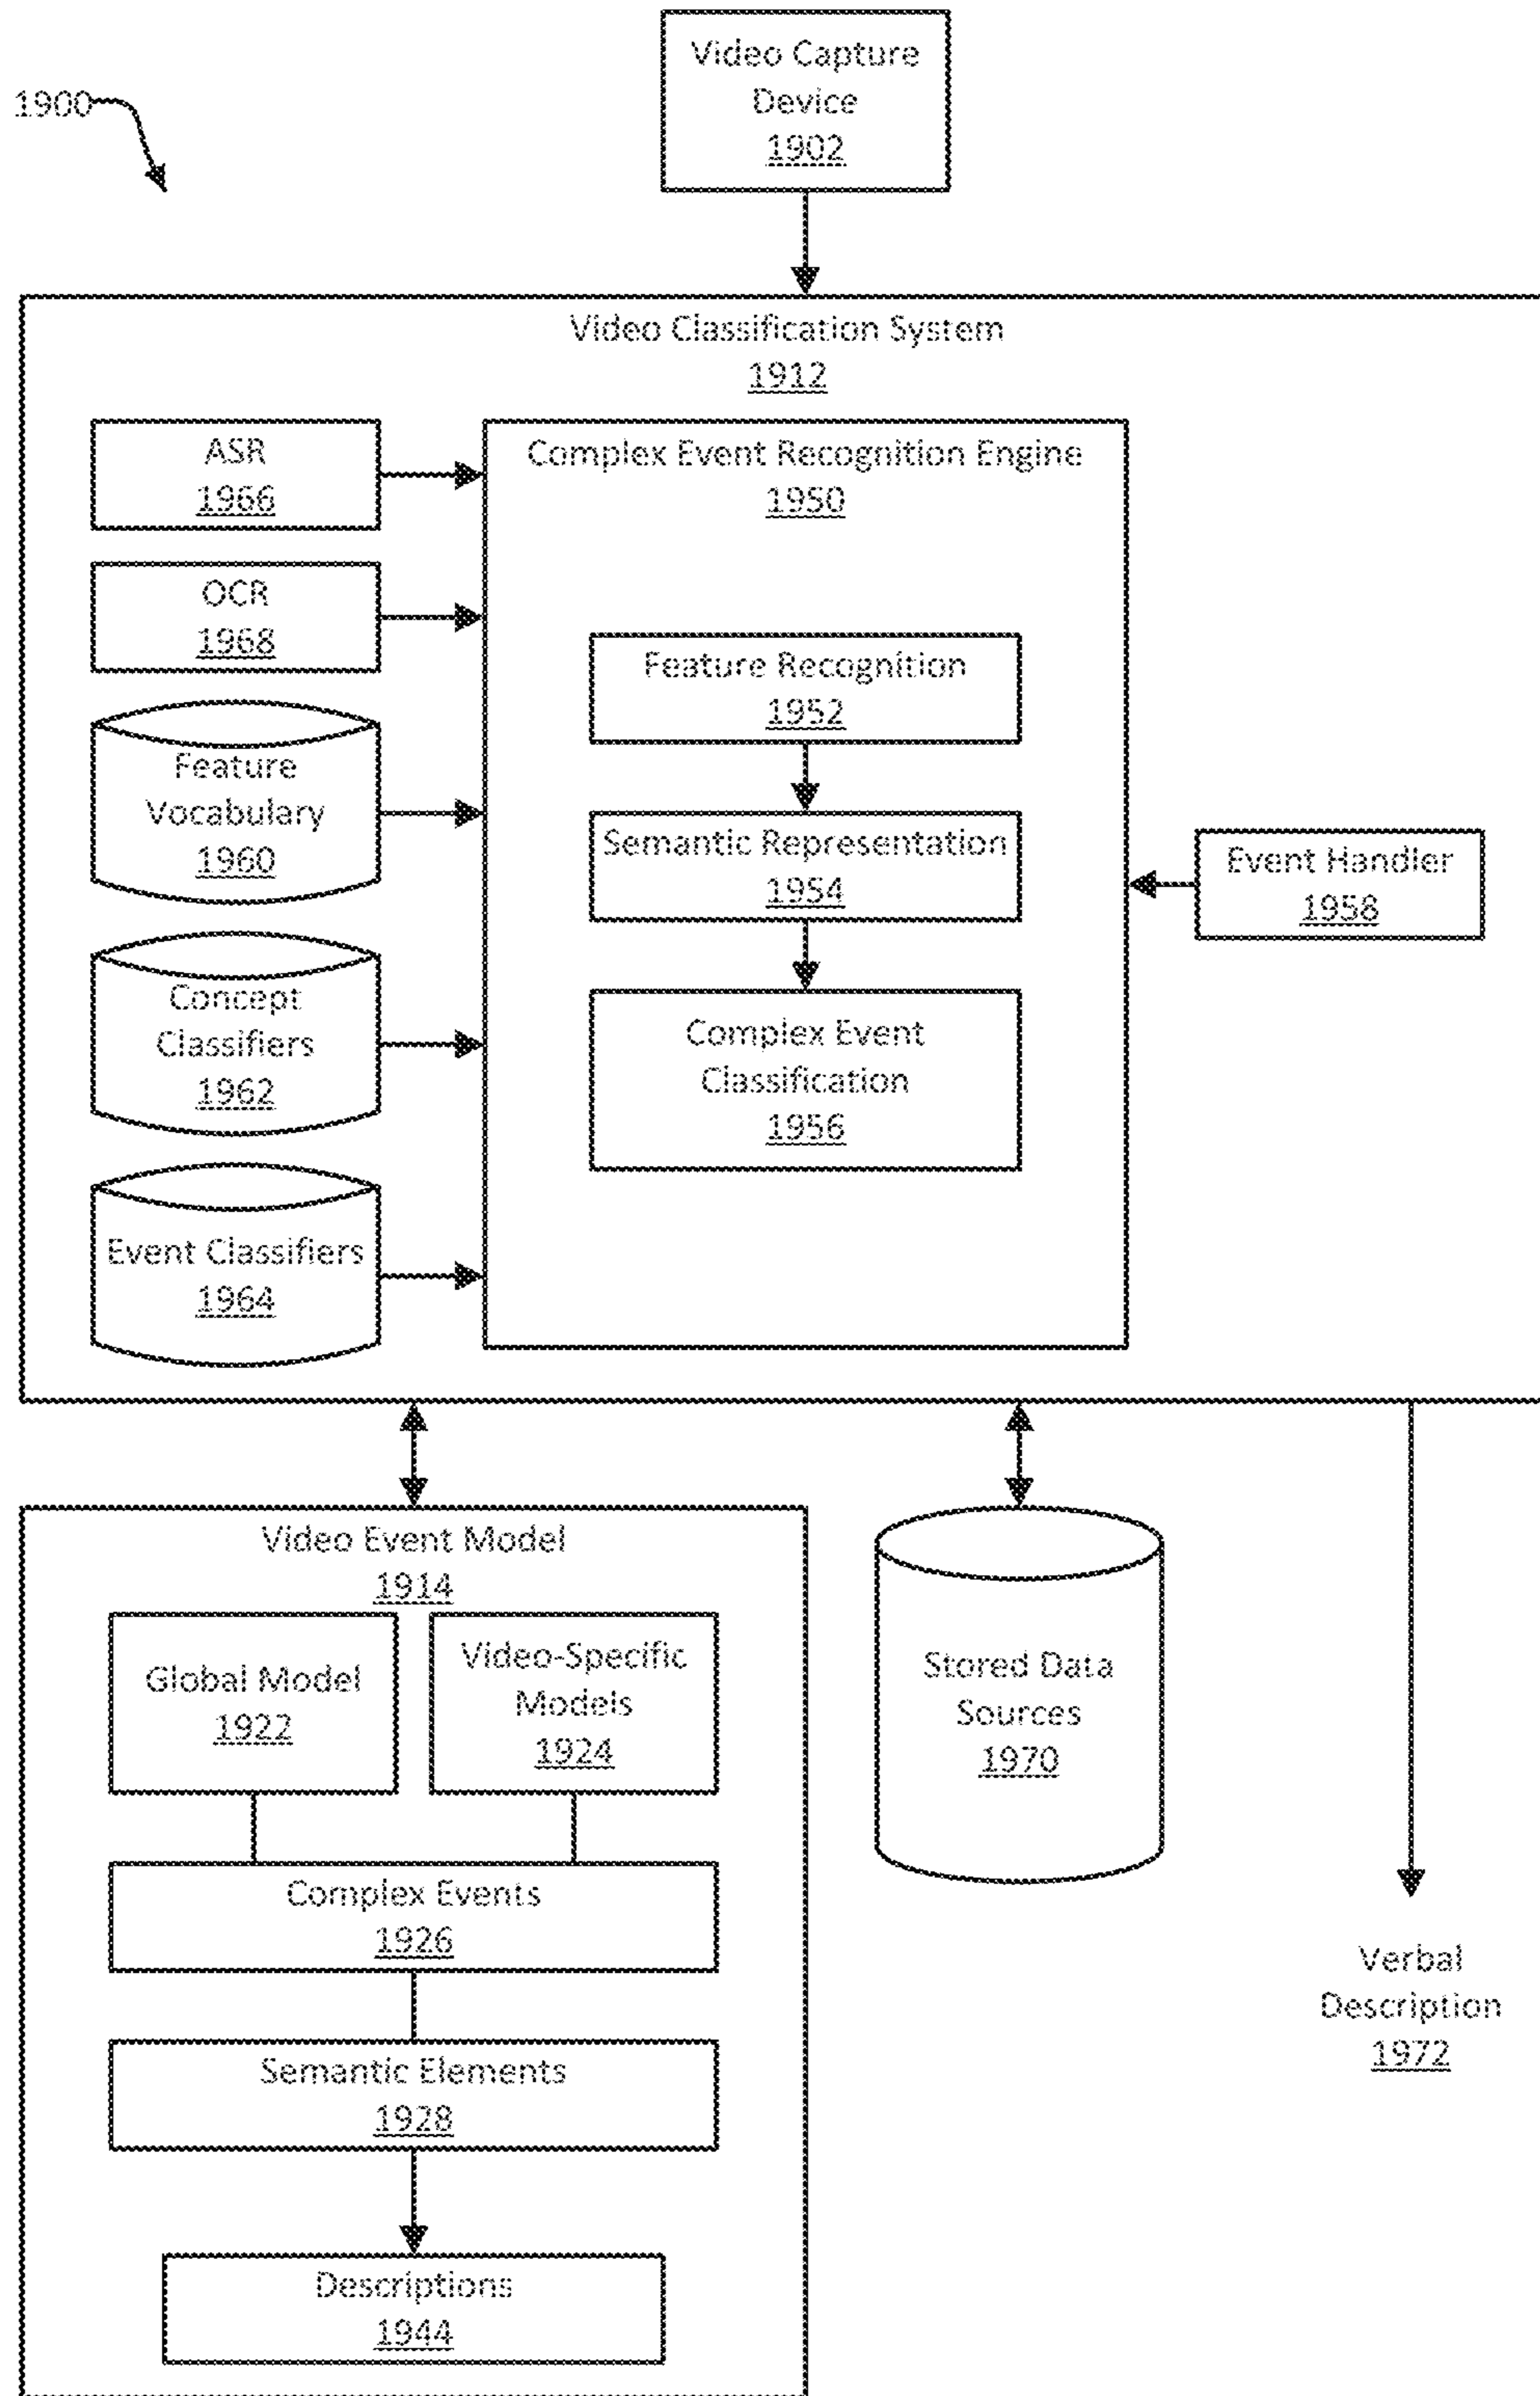 Video Capture
Device
1902
1900
Video Classification System
1912
ASR
1966
OCR
1968
Feature
Vocabulary
1960
Concept
Classifiers
1962
Event Classifiers
1964
Complex Event Recognition Engine
1950
Feature Recognition
1952
Semantic Representation
1954
Complex Event
Classification
1956
Event Handler
1958
Video Event Model
1914
Global Model
1922
Video-Specific
Models
1924
Complex Events
1926
Semantic Elements
1928
Descriptions
1944
Stored Data
Sources
1970
Verbal
Description
1972